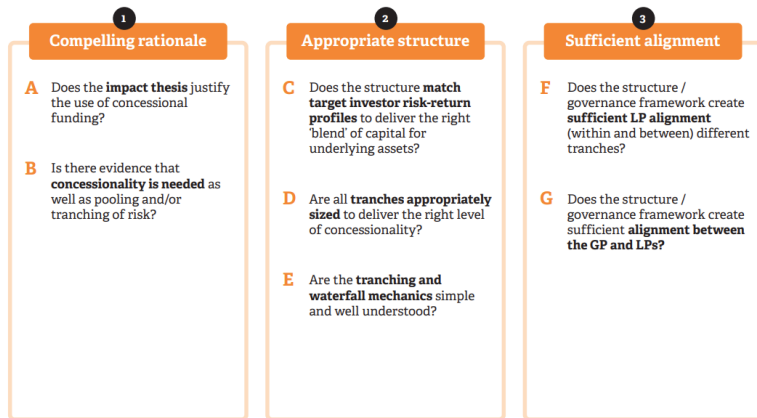 1
Compelling rationale
A Does the impact thesis justify
the use of concessional
funding?
B Is there evidence that
concessionality is needed as
well as pooling and/or
tranching of risk?
2
Appropriate structure
C Does the structure match
target investor risk-return
profiles to deliver the right
'blend' of capital for
underlying assets?
D Are all tranches appropriately
sized to deliver the right level
of concessionality?
E Are the tranching and
waterfall mechanics simple
and well understood?
3
Sufficient alignment
F Does the structure /
governance framework create
sufficient LP alignment
(within and between) different
tranches?
G Does the structure /
governance framework create
sufficient alignment between
the GP and LPs?